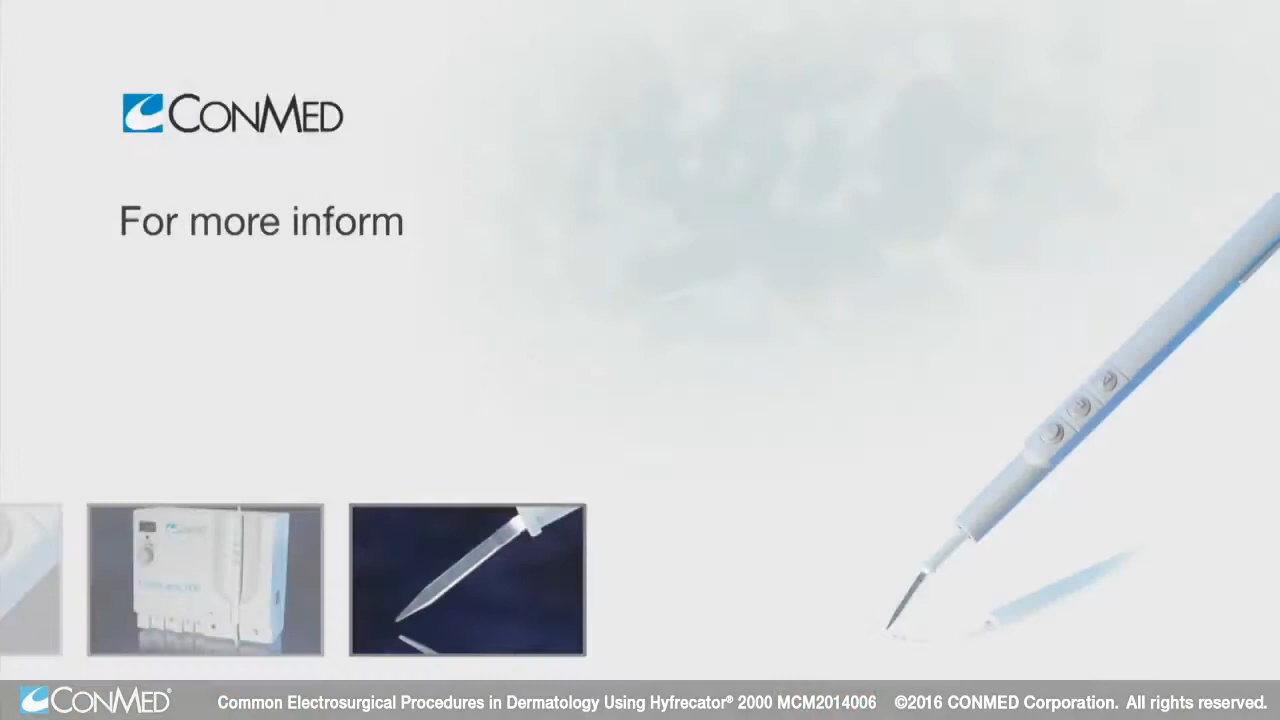 CONMED
For more inform
CONMED® Common Electrosurgical Procedures in Dermatology Using Hyfrecator® 2000 MCM2014006 ©2016 CONMED Corporation. All rights reserved.